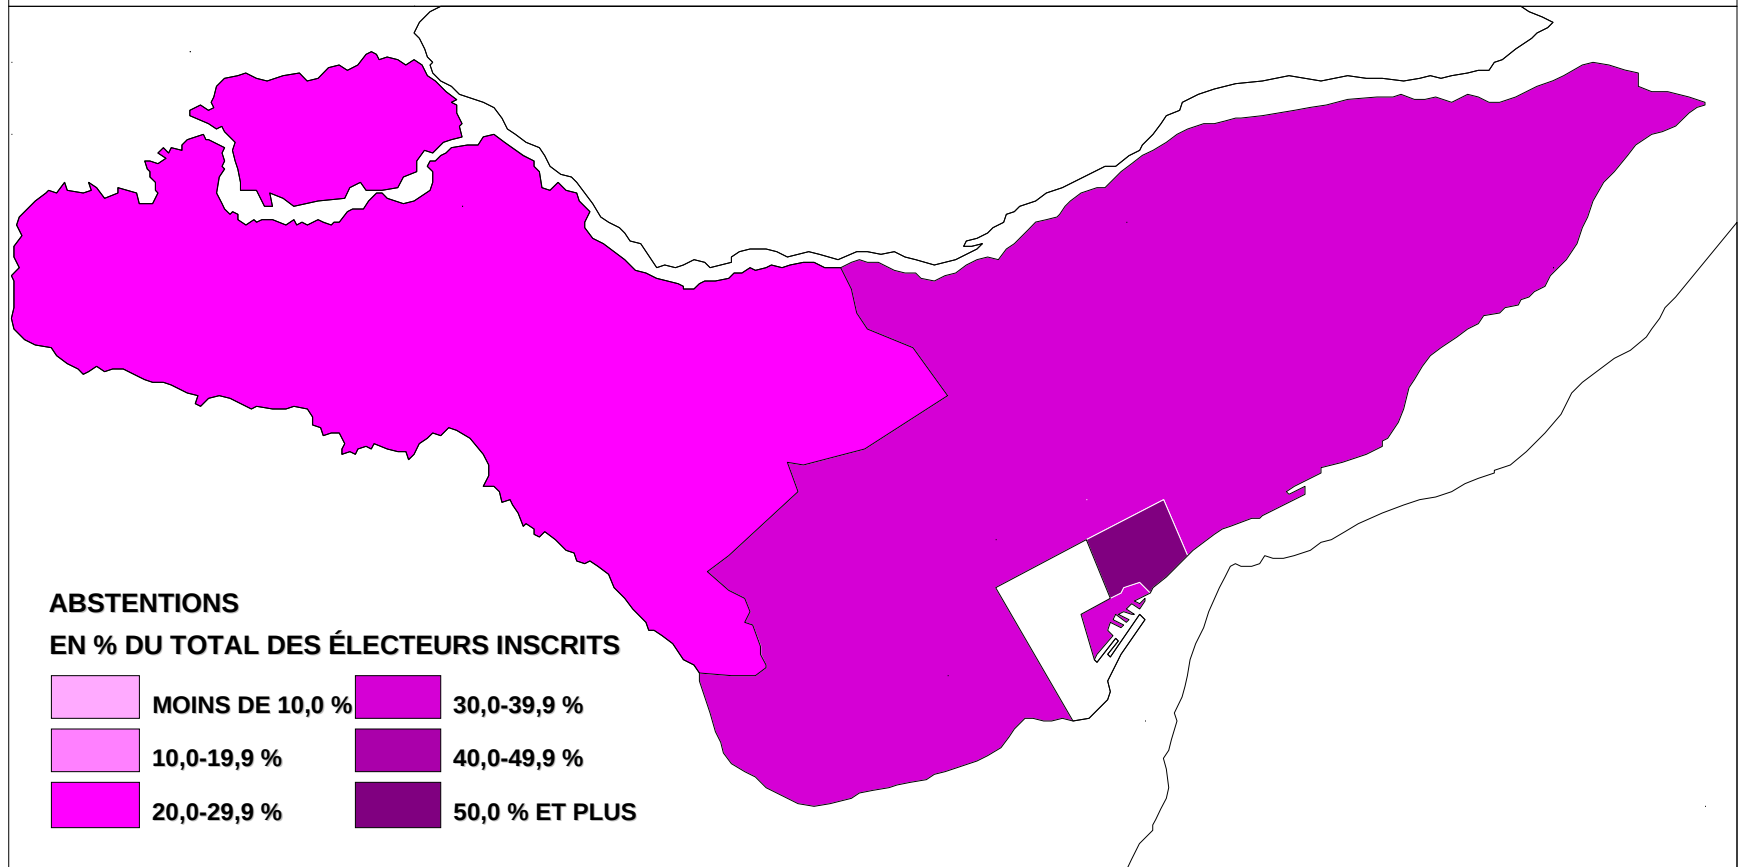 ABSTENTIONS
EN % DU TOTAL DES ÉLECTEURS INSCRITS
MOINS DE 10,0 %
10,0-19,9 %
20,0-29,9 %
30,0-39,9 %
40,0-49,9 %
50,0 % ET PLUS